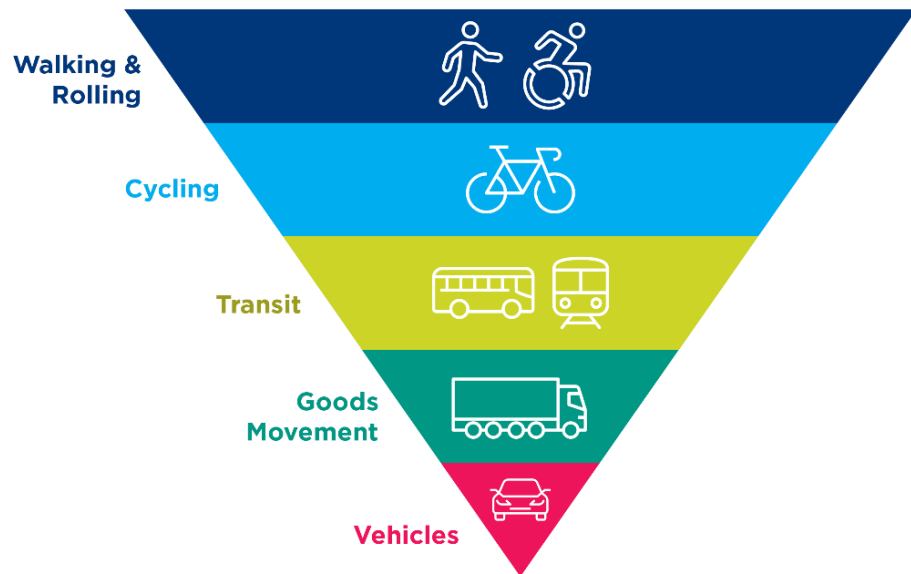 Walking &
Rolling
Cycling
Transit
Goods
Movement
Vehicles